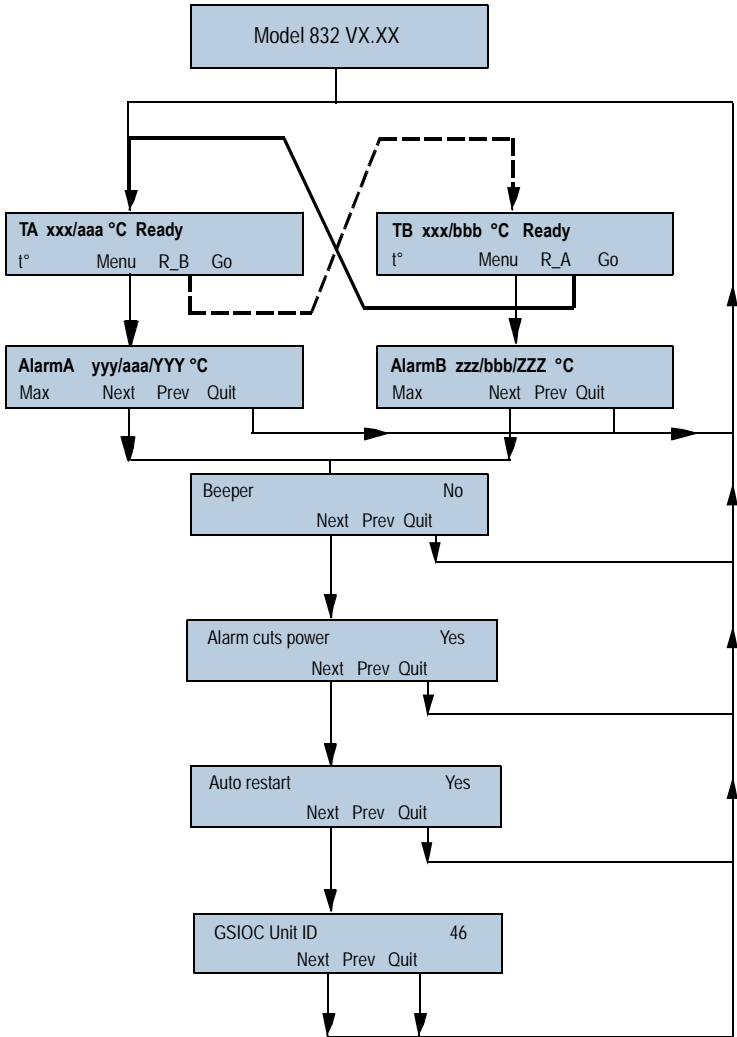 Model 832 VX.XX
TA xxx/aaa °C Ready
t° Menu R_B Go
TB xxx/bbb °C Ready
t° Menu R_A Go
AlarmA yyy/aaa/YYY °C
Max Next Prev Quit
AlarmB zzz/bbb/ZZZ °C
Max Next Prev Quit
Beeper No
Next Prev Quit
Alarm cuts power Yes
Next Prev Quit
Auto restart Yes
Next Prev Quit
GSIOC Unit ID 46
Next Prev Quit